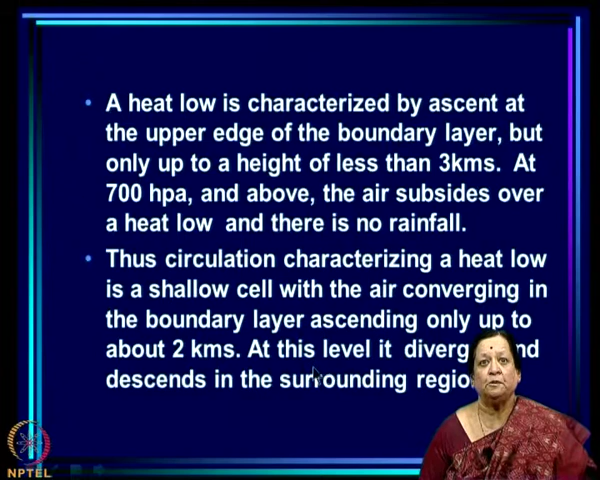 • A heat low is characterized by ascent at
the upper edge of the boundary layer, but
only up to a height of less than 3kms. At
700 hpa, and above, the air subsides over
a heat low and there is no rainfall.
• Thus circulation characterizing a heat low
is a shallow cell with the air converging in
the boundary layer ascending only up to
about 2 kms. At this level it
descends in the surrounding
NPTEL